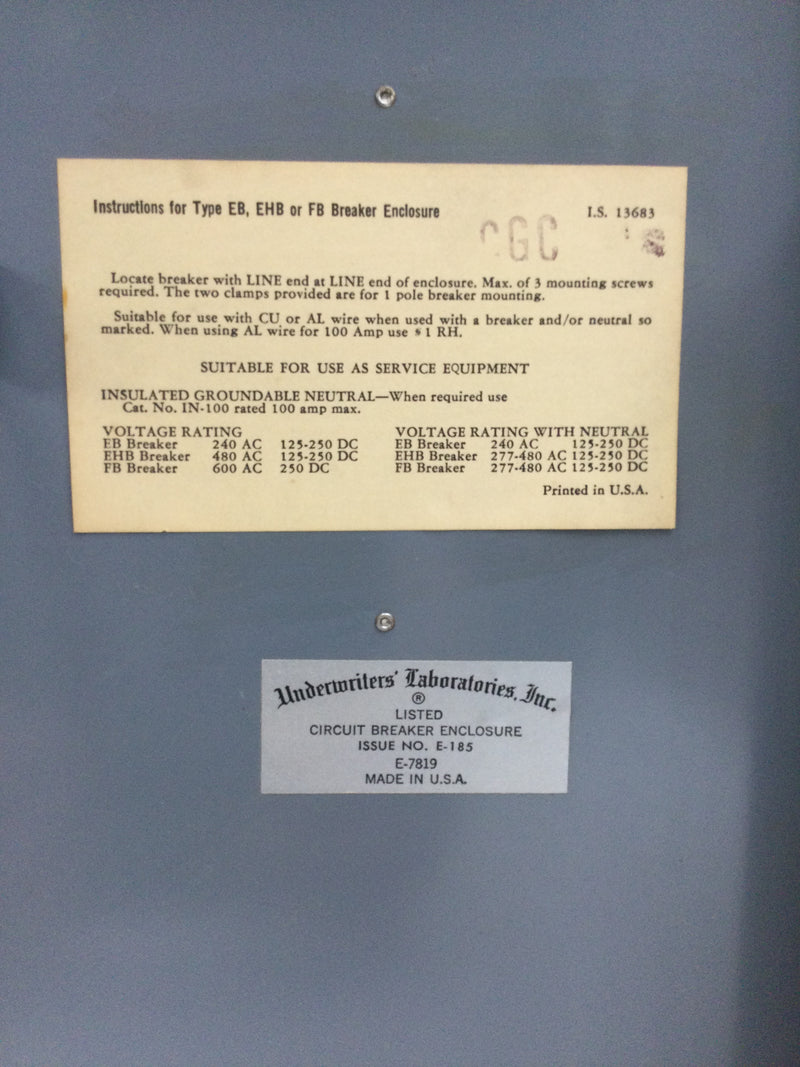 Instructions for Type EB, EHB or FB Breaker Enclosure
I.S. 13683
CGC
Locate breaker with LINE end at LINE end of enclosure. Max. of 3 mounting screws
required. The two clamps provided are for 1 pole breaker mounting.
Suitable for use with CU or AL wire when used with a breaker and/or neutral so
marked. When using AL wire for 100 Amp use # 1 RH.
SUITABLE FOR USE AS SERVICE EQUIPMENT
INSULATED GROUNDABLE NEUTRAL—When required use
Cat. No. IN-100 rated 100 amp max.
VOLTAGE RATING
EB Breaker 240 AC 125-250 DC
EHB Breaker 480 AC 125-250 DC
FB Breaker 600 AC 250 DC
VOLTAGE RATING WITH NEUTRAL
EB Breaker 240 AC 125-250 DC
EHB Breaker 277-480 AC 125-250 DC
FB Breaker 277-480 AC 125-250 DC
Printed in U.S.A.
Underwriters' Laboratories, Inc.
®
LISTED
CIRCUIT BREAKER ENCLOSURE
ISSUE NO. E-185
E-7819
MADE IN U.S.A.